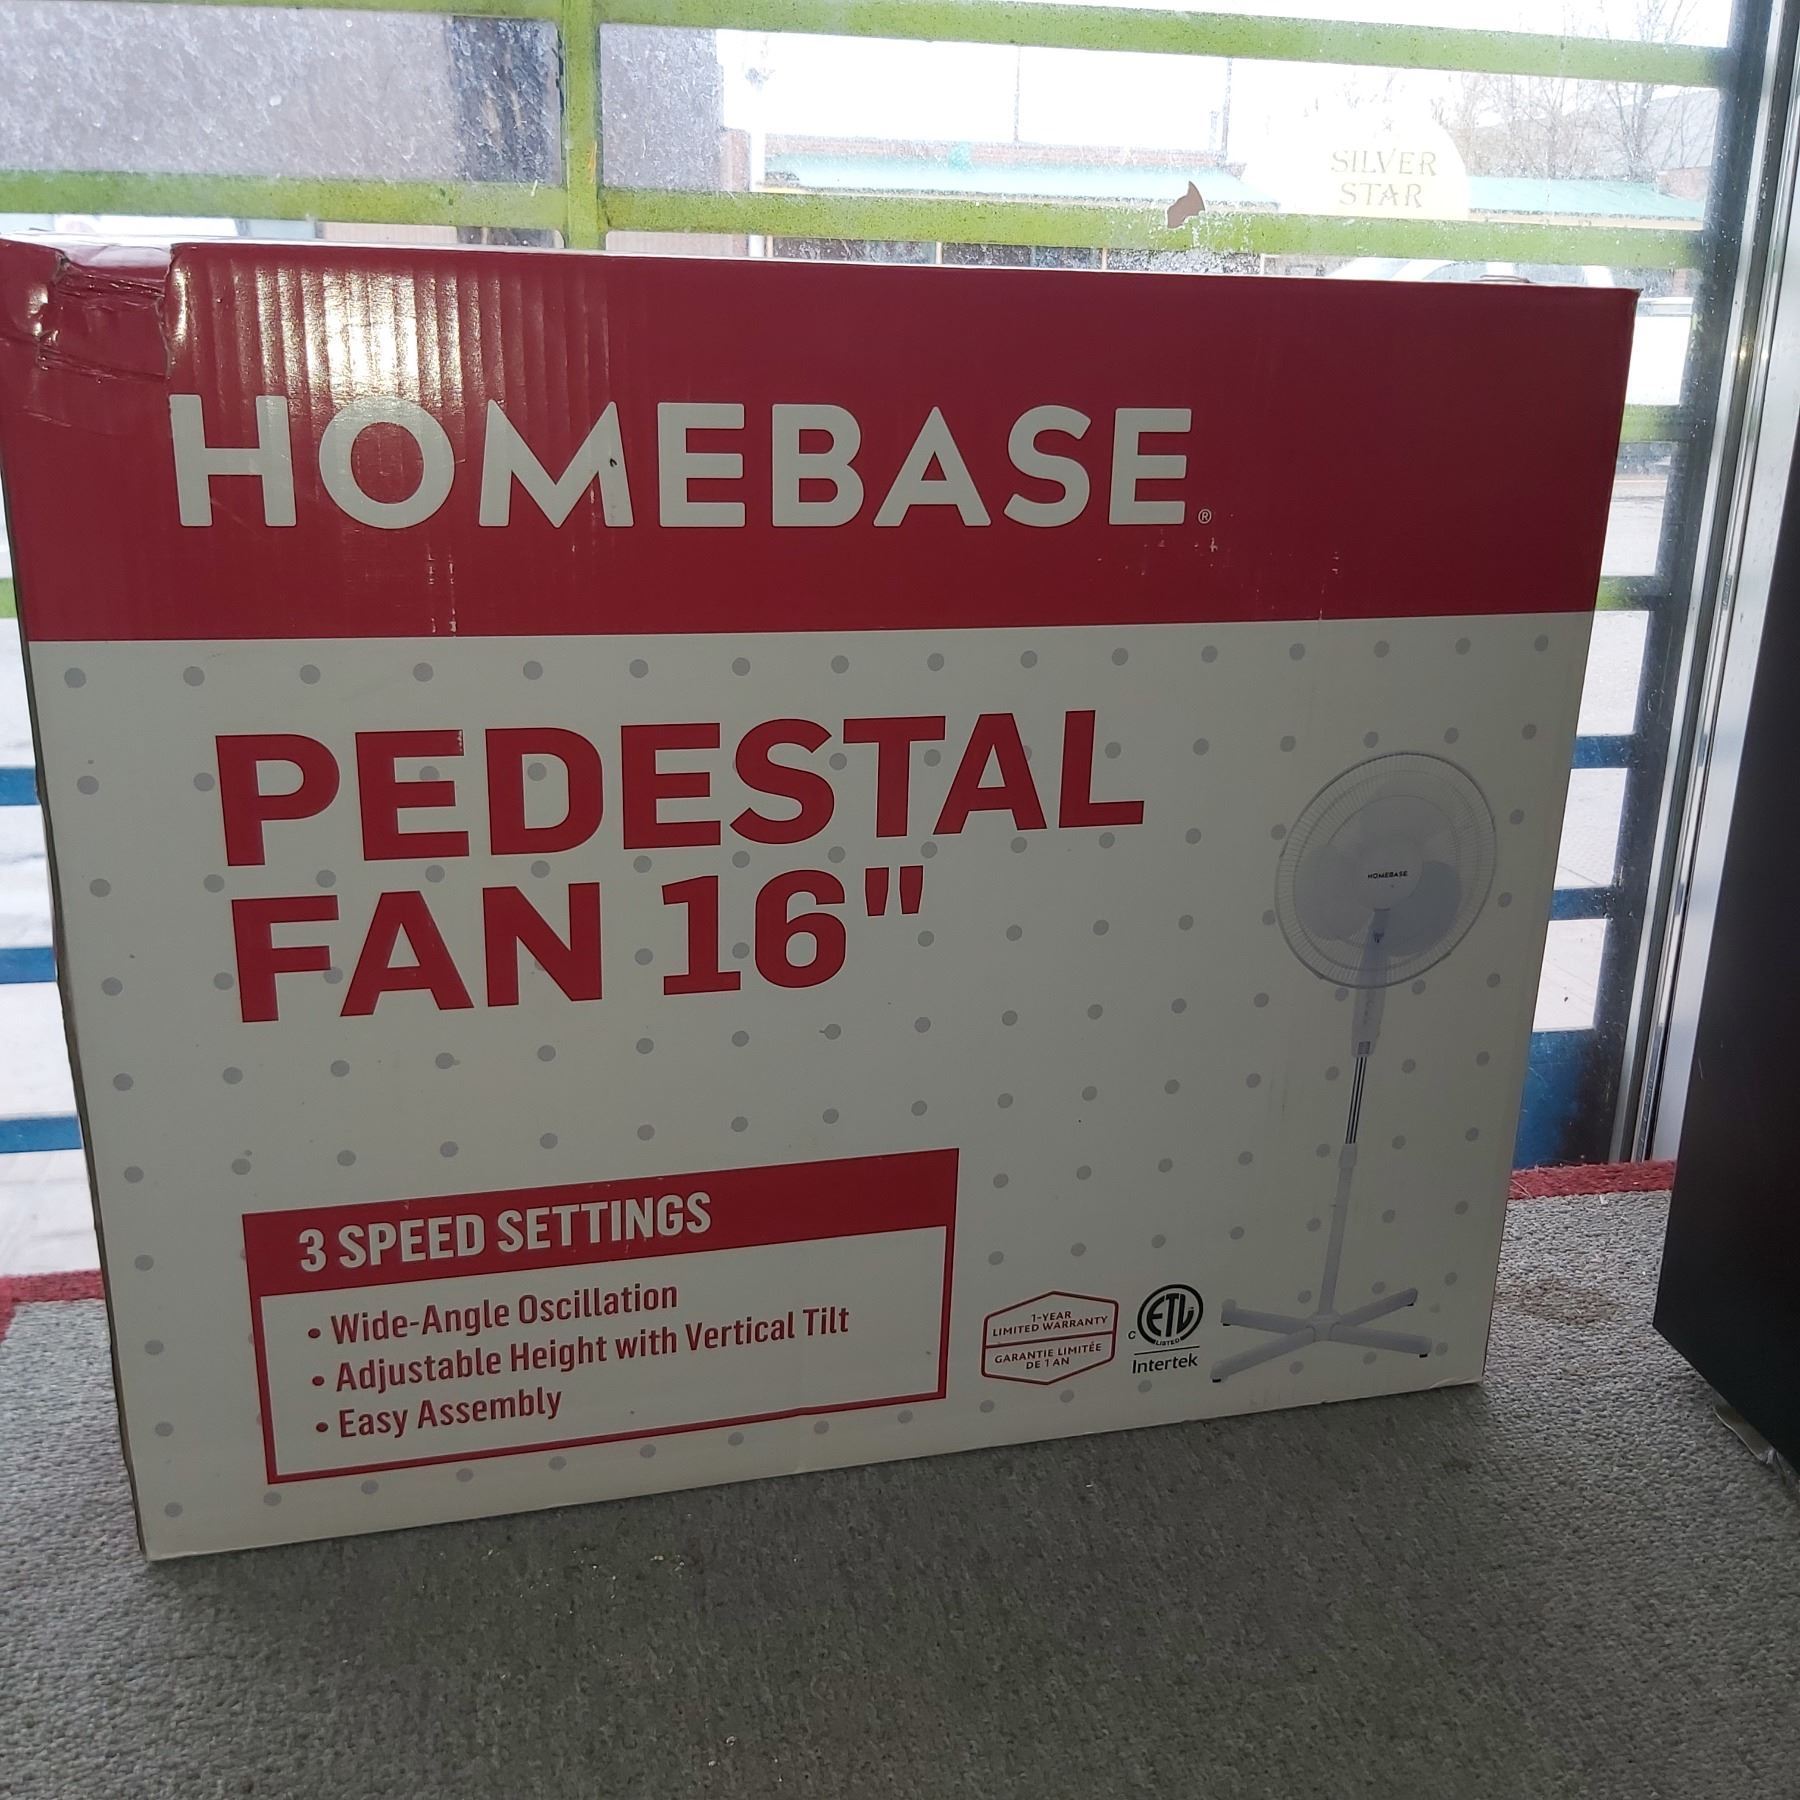 SILVER
STAR
HOMEBASE®
PEDESTAL
FAN 16"
HOMEBASE
3 SPEED SETTINGS
• Wide-Angle Oscillation
• Adjustable Height with Vertical Tilt
• Easy Assembly
1-YEAR
LIMITED WARRANTY
GARANTIE LIMITÉE
DE 1 AN
C ETL
LISTED
Intertek